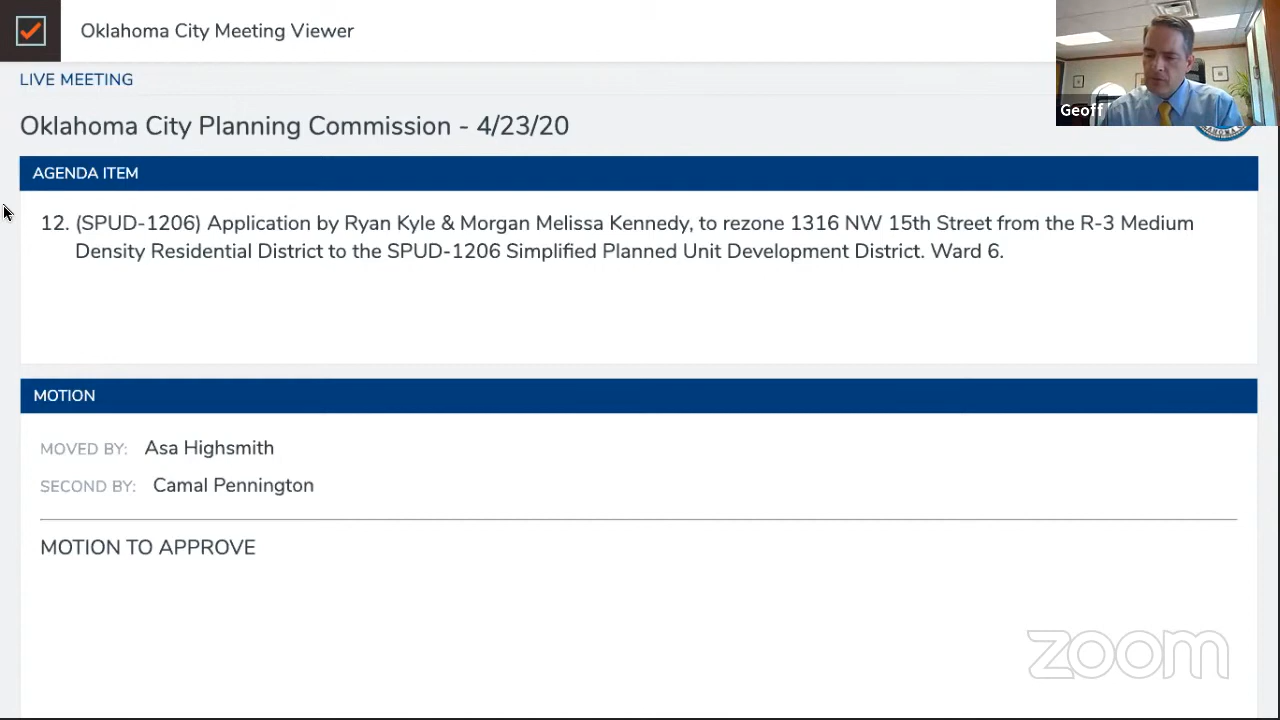 Oklahoma City Meeting Viewer
LIVE MEETING
Geoff
Oklahoma City Planning Commission - 4/23/20
AGENDA ITEM
12. (SPUD-1206) Application by Ryan Kyle & Morgan Melissa Kennedy, to rezone 1316 NW 15th Street from the R-3 Medium
Density Residential District to the SPUD-1206 Simplified Planned Unit Development District. Ward 6.
MOTION
MOVED BY: Asa Highsmith
SECOND BY: Camal Pennington
MOTION TO APPROVE
zoom